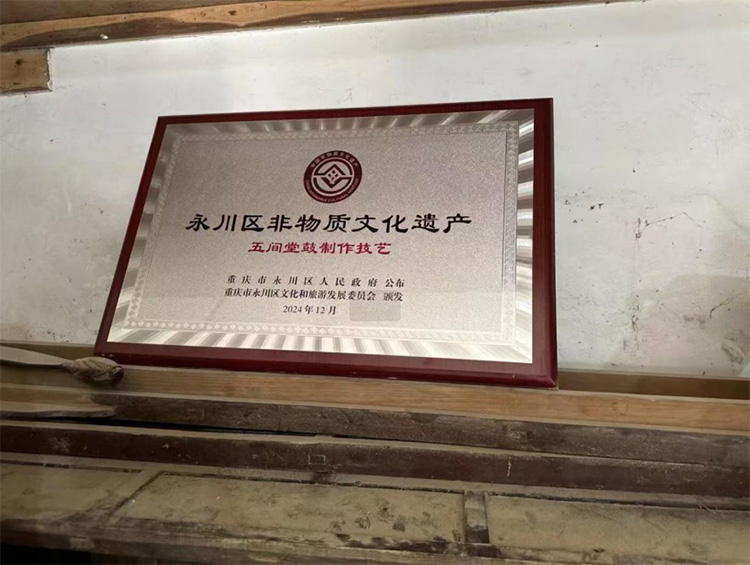 永川区非物质文化遗产
五间堂鼓制作技艺
重庆市永川区人民政府 公布
重庆市永川区文化和旅游发展委员会 颁发
2024年12月